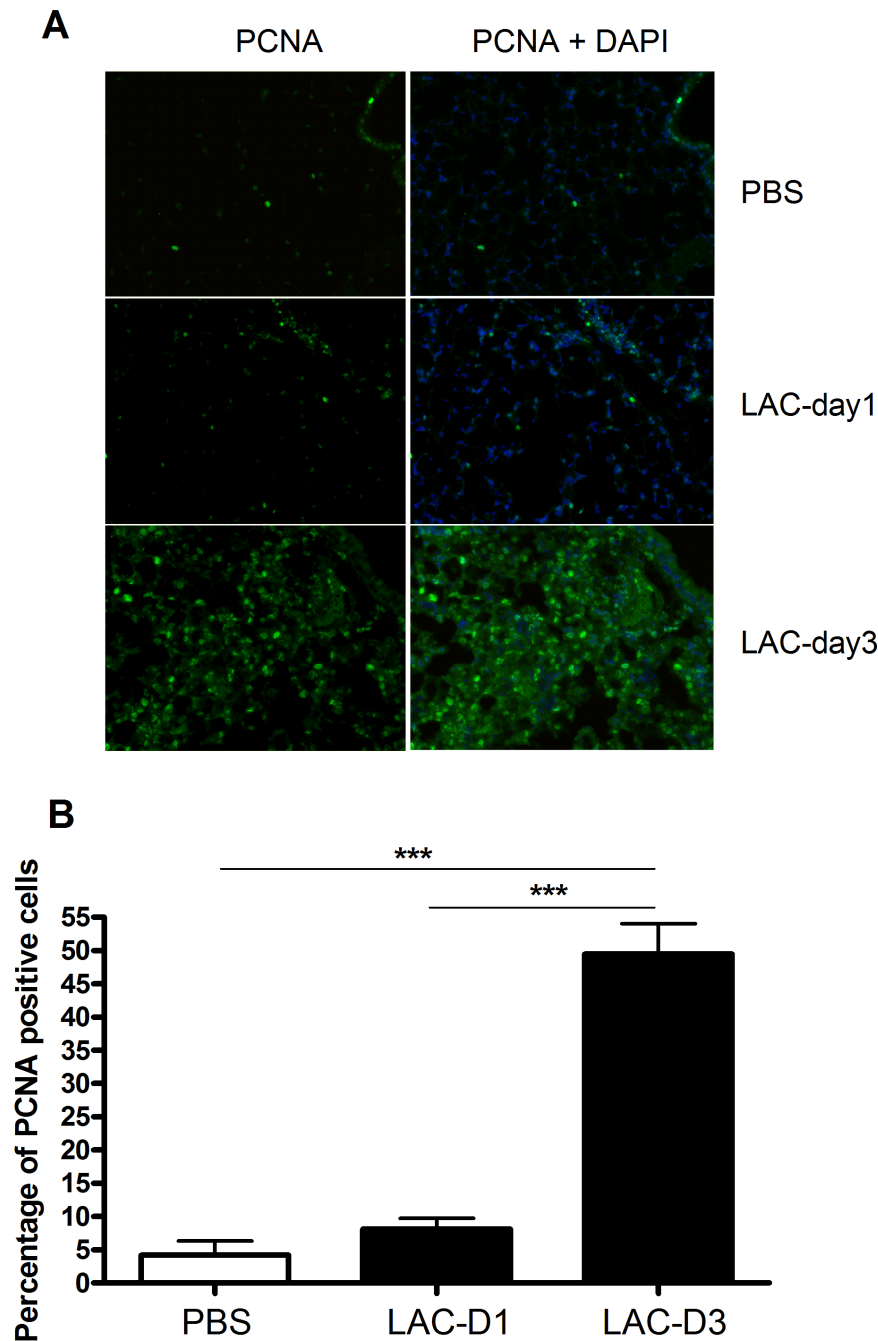 A
PCNA
PCNA + DAPI
PBS
LAC-day1
LAC-day3
B
***
***
Percentage of PCNA positive cells
55
50
45
40
35
30
25
20
15
10
5
0
PBS
LAC-D1
LAC-D3